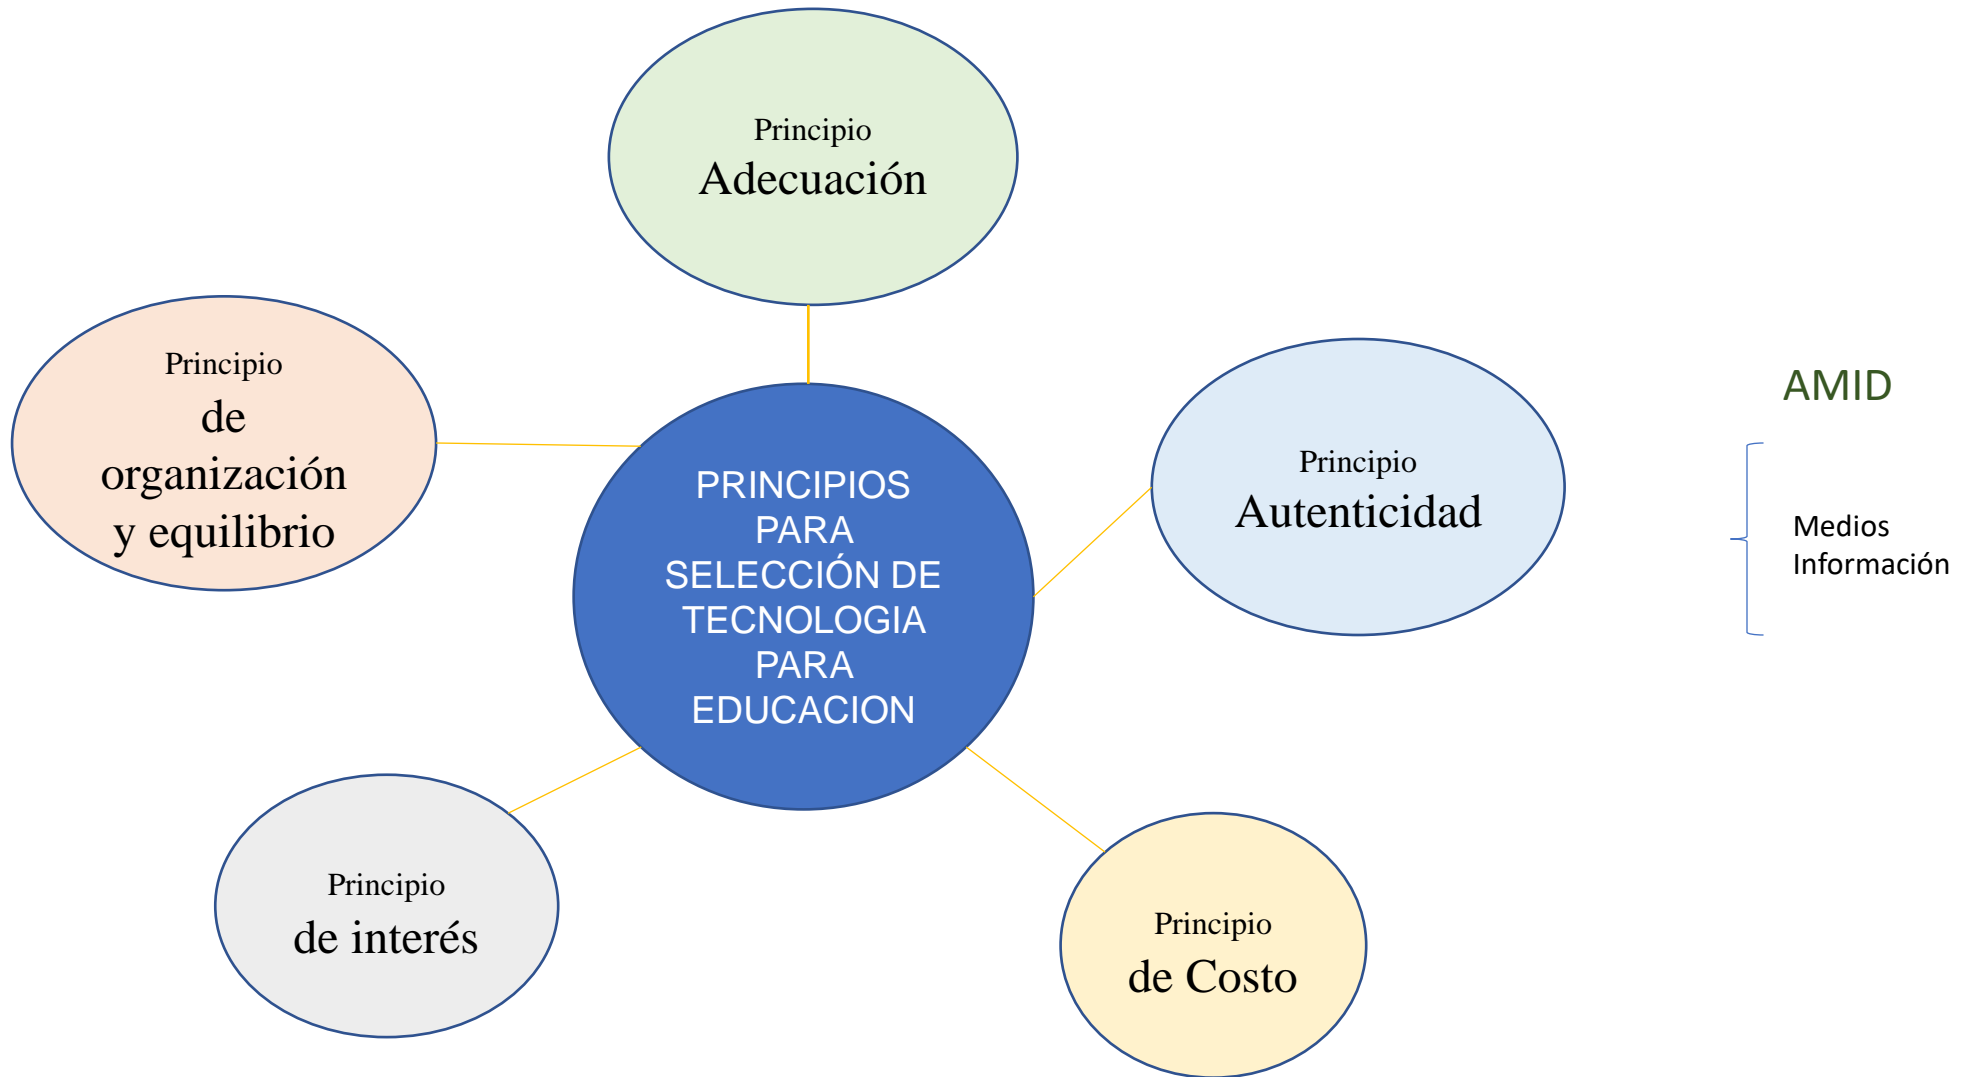 Principio
Adecuación
Principio
de
organización
y equilibrio
PRINCIPIOS
PARA
SELECCIÓN DE
TECNOLOGIA
PARA
EDUCACION
Principio
Autenticidad
AMID
Medios
Información
Principio
de interés
Principio
de Costo